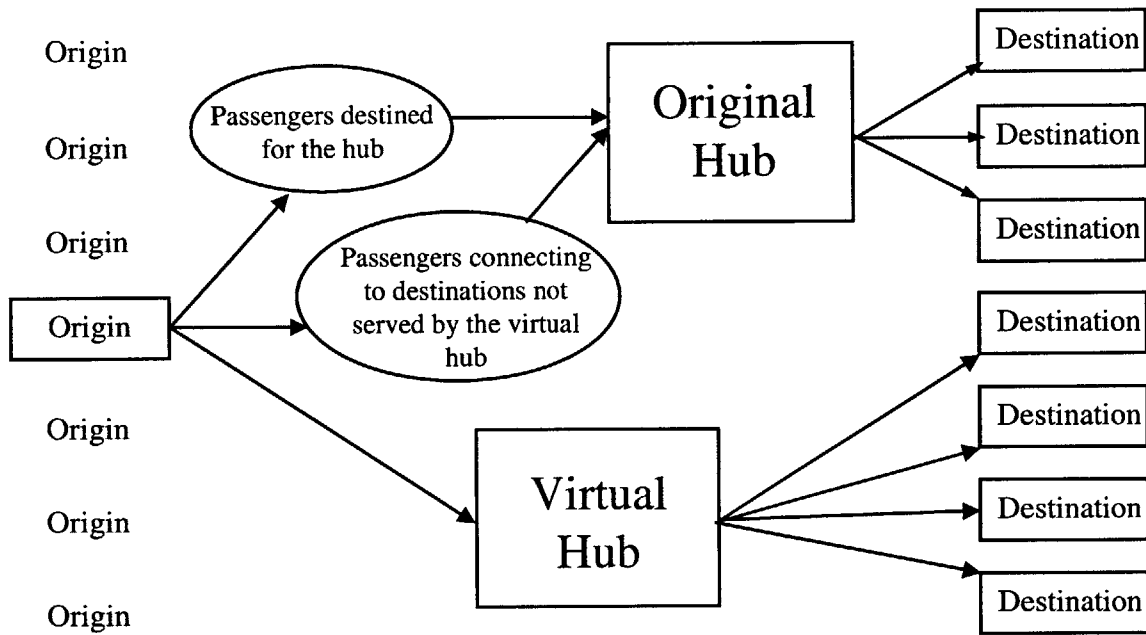 Origin
Origin
Origin
Origin
Origin
Origin
Origin
Passengers destined
for the hub
Passengers connecting
to destinations not
served by the virtual
hub
Original
Hub
Virtual
Hub
Destination
Destination
Destination
Destination
Destination
Destination
Destination